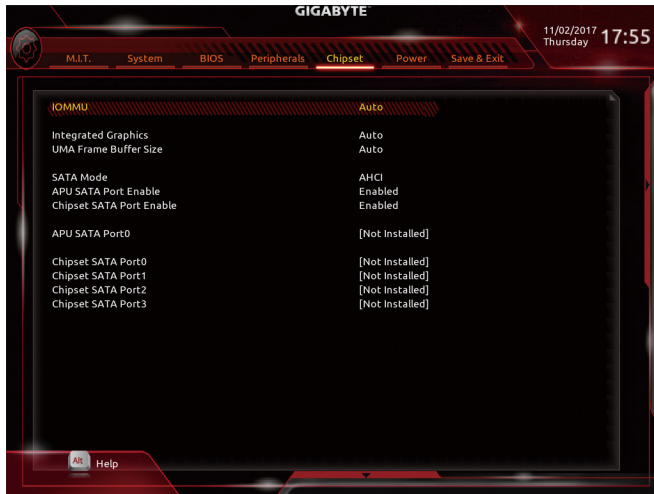 GIGABYTE™
11/02/2017 Thursday 17:55
M.I.T. System BIOS Peripherals Chipset Power Save & Exit
IOMMU Auto
Integrated Graphics Auto
UMA Frame Buffer Size Auto
SATA Mode AHCI
APU SATA Port Enable Enabled
Chipset SATA Port Enable Enabled
APU SATA Port0 [Not Installed]
Chipset SATA Port0 [Not Installed]
Chipset SATA Port1 [Not Installed]
Chipset SATA Port2 [Not Installed]
Chipset SATA Port3 [Not Installed]
Alt Help